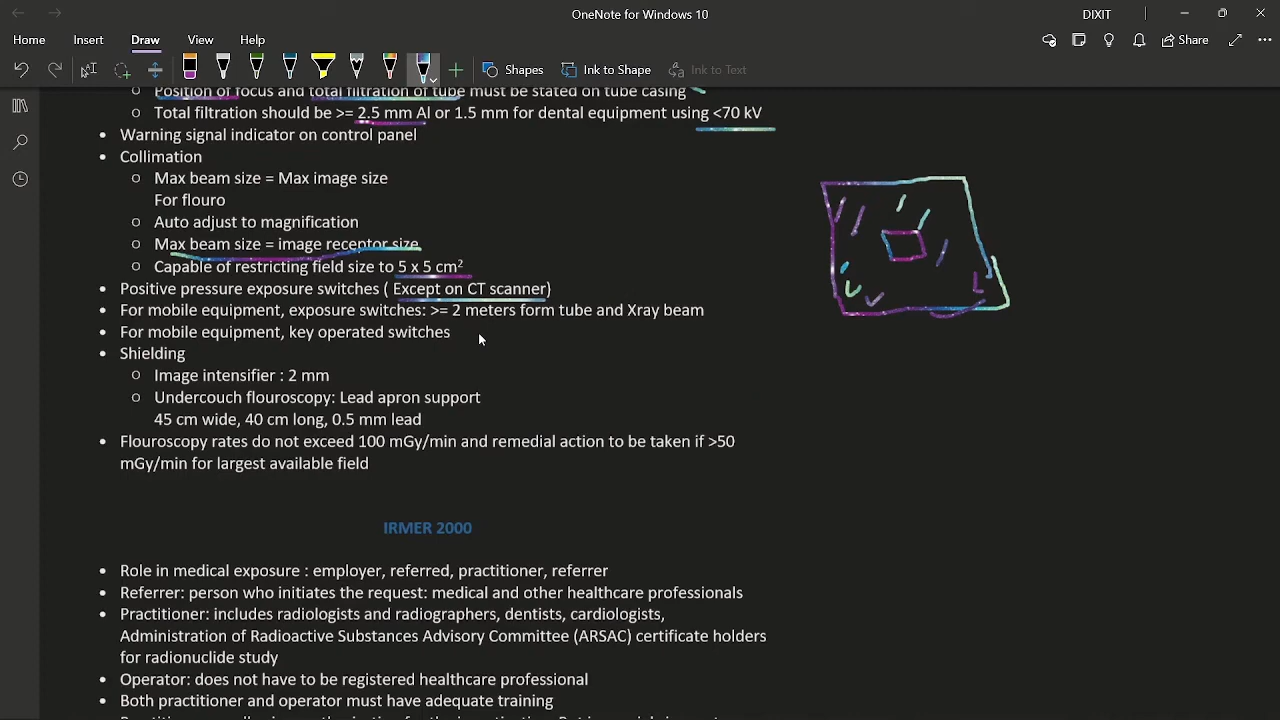 OneNote for Windows 10
DIXIT
Home Insert Draw View Help
Share
Shapes Ink to Shape Ink to Text
o Position of focus and total filtration of tube must be stated on tube casing
o Total filtration should be >= 2.5 mm Al or 1.5 mm for dental equipment using <70 kV
• Warning signal indicator on control panel
• Collimation
o Max beam size = Max image size
For flouro
o Auto adjust to magnification
o Max beam size = image receptor size
o Capable of restricting field size to 5 x 5 cm²
• Positive pressure exposure switches ( Except on CT scanner)
• For mobile equipment, exposure switches: >= 2 meters form tube and Xray beam
• For mobile equipment, key operated switches
• Shielding
o Image intensifier : 2 mm
o Undercouch flouroscopy: Lead apron support
45 cm wide, 40 cm long, 0.5 mm lead
• Flouroscopy rates do not exceed 100 mGy/min and remedial action to be taken if >50
mGy/min for largest available field
IRMER 2000
• Role in medical exposure : employer, referred, practitioner, referrer
• Referrer: person who initiates the request: medical and other healthcare professionals
• Practitioner: includes radiologists and radiographers, dentists, cardiologists,
Administration of Radioactive Substances Advisory Committee (ARSAC) certificate holders
for radionuclide study
• Operator: does not have to be registered healthcare professional
• Both practitioner and operator must have adequate training